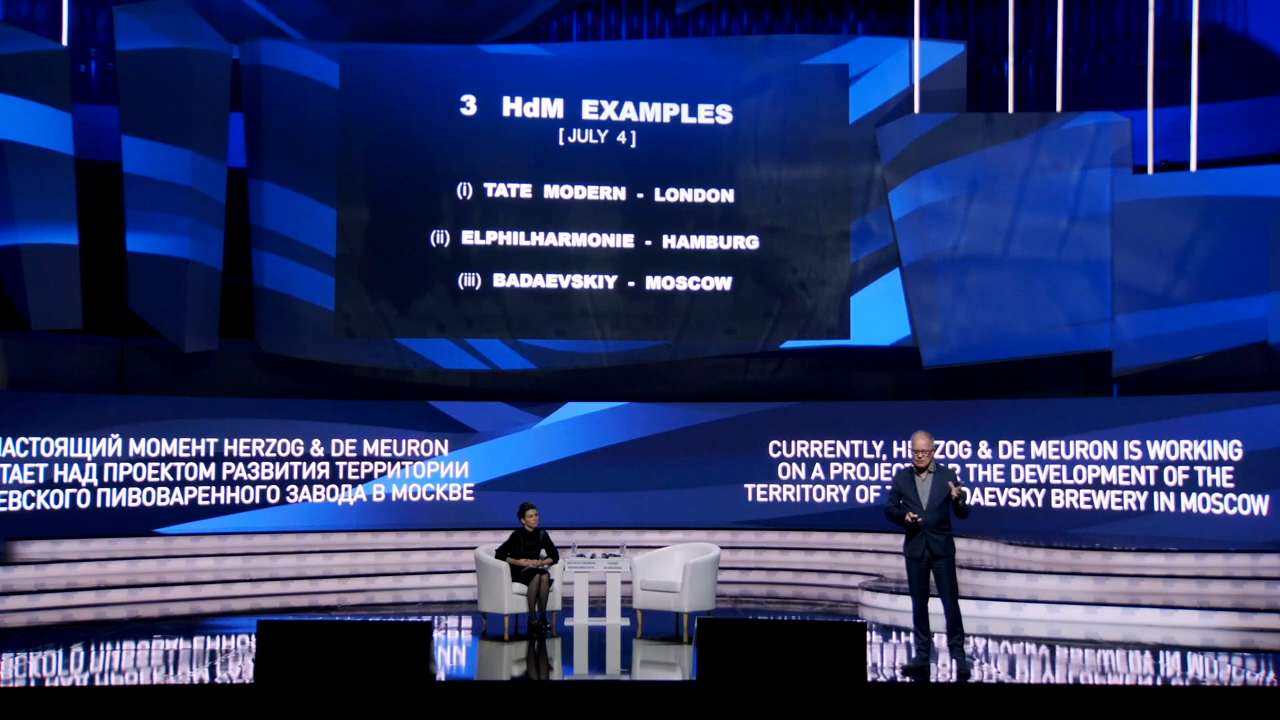 3 HdM EXAMPLES
[ JULY 4 ]
(i) TATE MODERN - LONDON
(ii) ELPHILHARMONIE - HAMBURG
(iii) BADAEVSKIY - MOSCOW
НАСТОЯЩИЙ МОМЕНТ HERZOG & DE MEURON
ТАЕТ НАД ПРОЕКТОМ РАЗВИТИЯ ТЕРРИТОРИИ
ЕВСКОГО ПИВОВАРЕННОГО ЗАВОДА В МОСКВЕ
CURRENTLY, HERZOG & DE MEURON IS WORKING
ON A PROJECT FOR THE DEVELOPMENT OF THE
TERRITORY OF DAEVSKY BREWERY IN MOSCOW